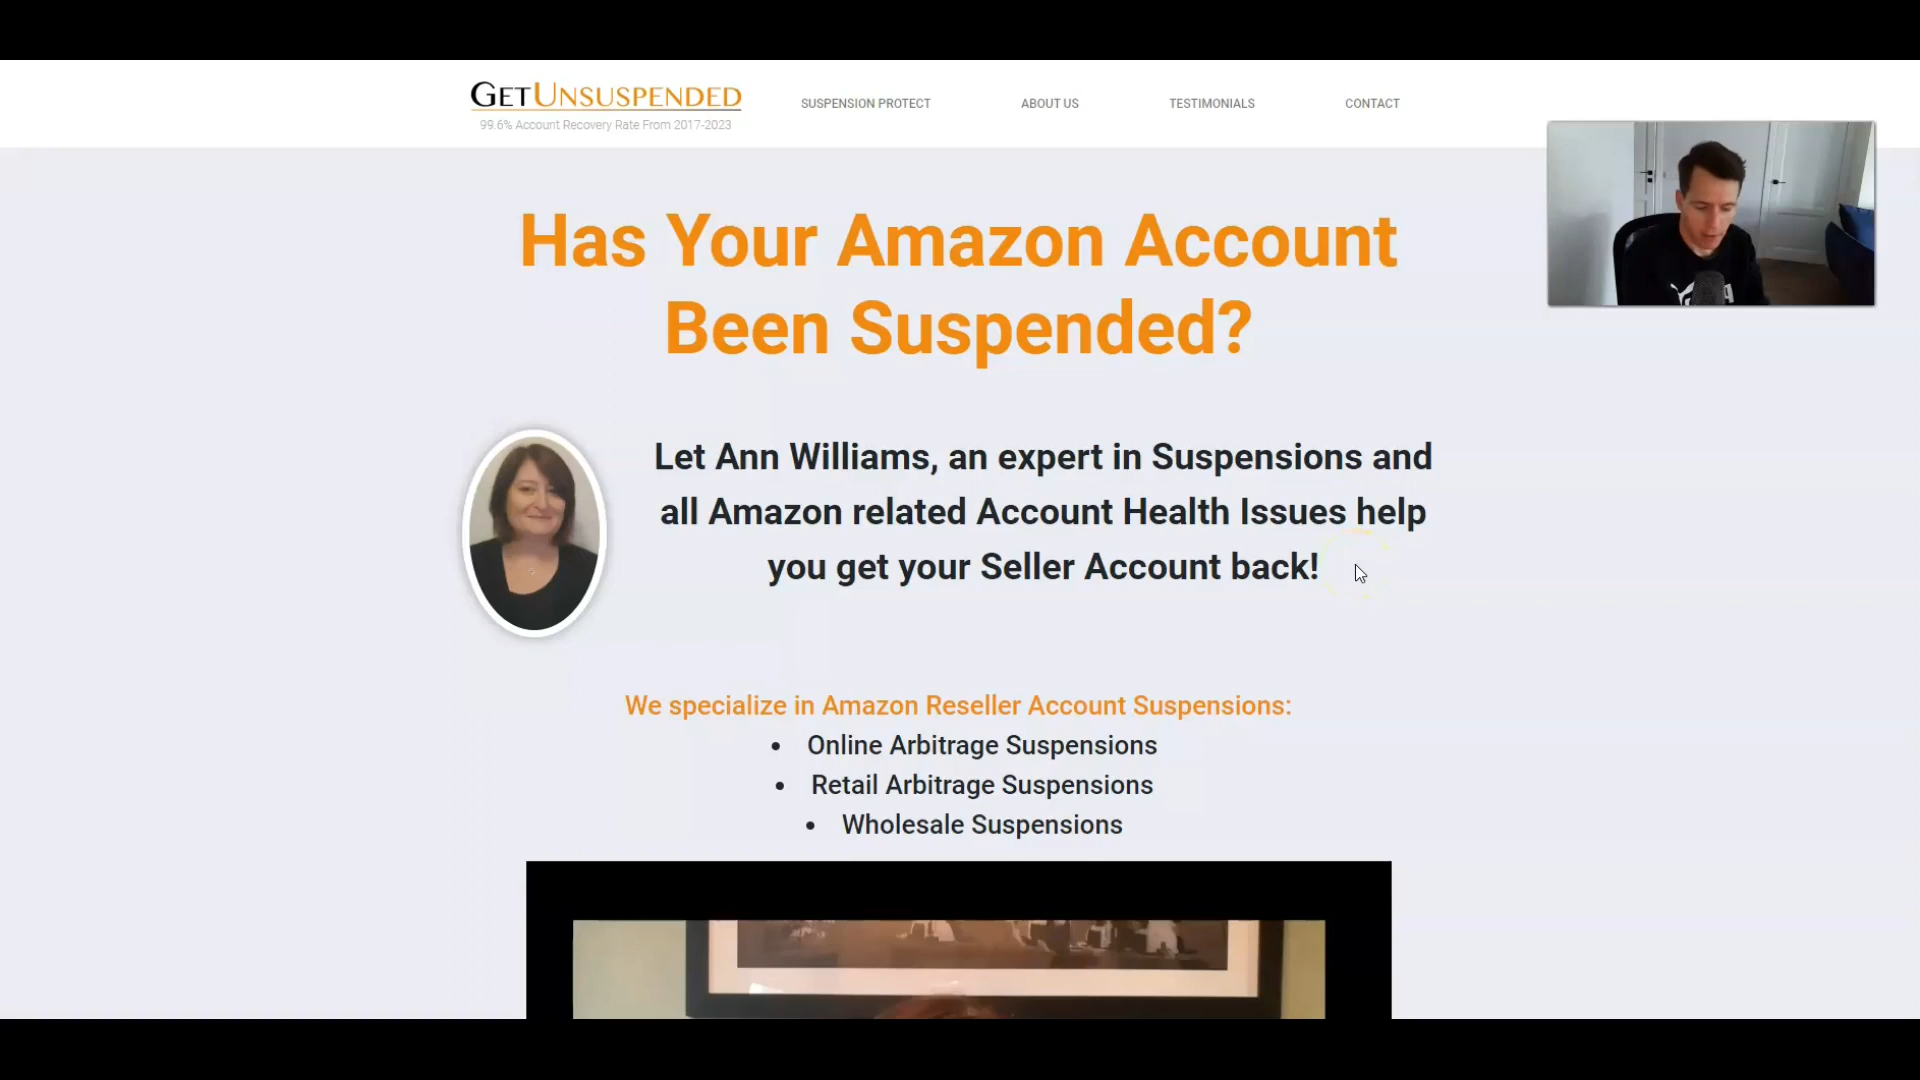 GETUNSUSPENDED
99.6% Account Recovery Rate From 2017-2023
SUSPENSION PROTECT
ABOUT US
TESTIMONIALS
CONTACT
Has Your Amazon Account
Been Suspended?
Let Ann Williams, an expert in Suspensions and
all Amazon related Account Health Issues help
you get your Seller Account back!
We specialize in Amazon Reseller Account Suspensions:
• Online Arbitrage Suspensions
• Retail Arbitrage Suspensions
• Wholesale Suspensions